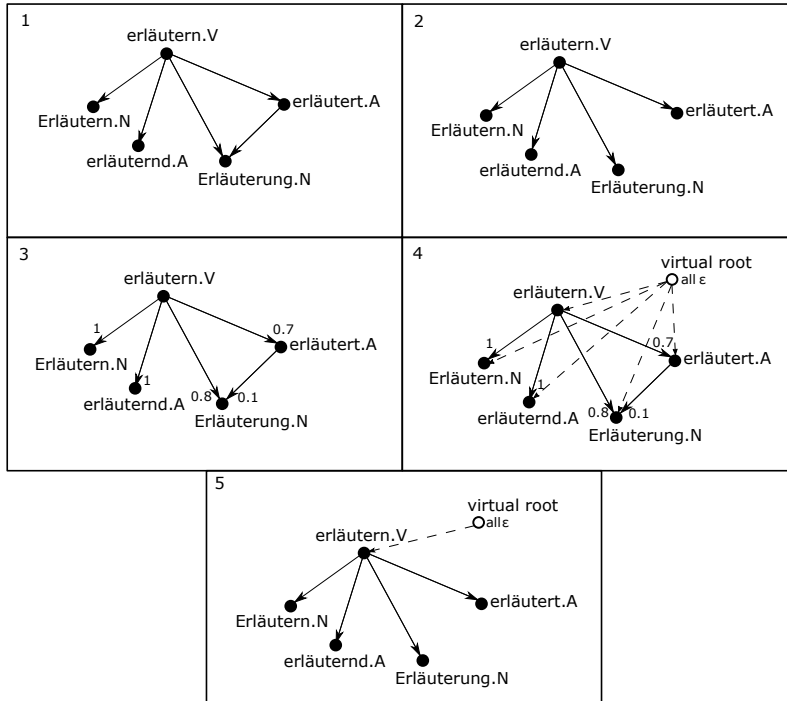 1
erläutern.V
Erläutern.N
erläutert.A
erläuternd.A
Erläuterung.N
2
erläutern.V
Erläutern.N
erläutert.A
erläuternd.A
Erläuterung.N
3
erläutern.V
1
0.7
Erläutern.N
erläutert.A
1
0.8
0.1
erläuternd.A
Erläuterung.N
4
virtual root
all ε
erläutern.V
1
0.7
Erläutern.N
erläutert.A
1
0.8
0.1
erläuternd.A
Erläuterung.N
5
virtual root
all ε
erläutern.V
Erläutern.N
erläutert.A
erläuternd.A
Erläuterung.N